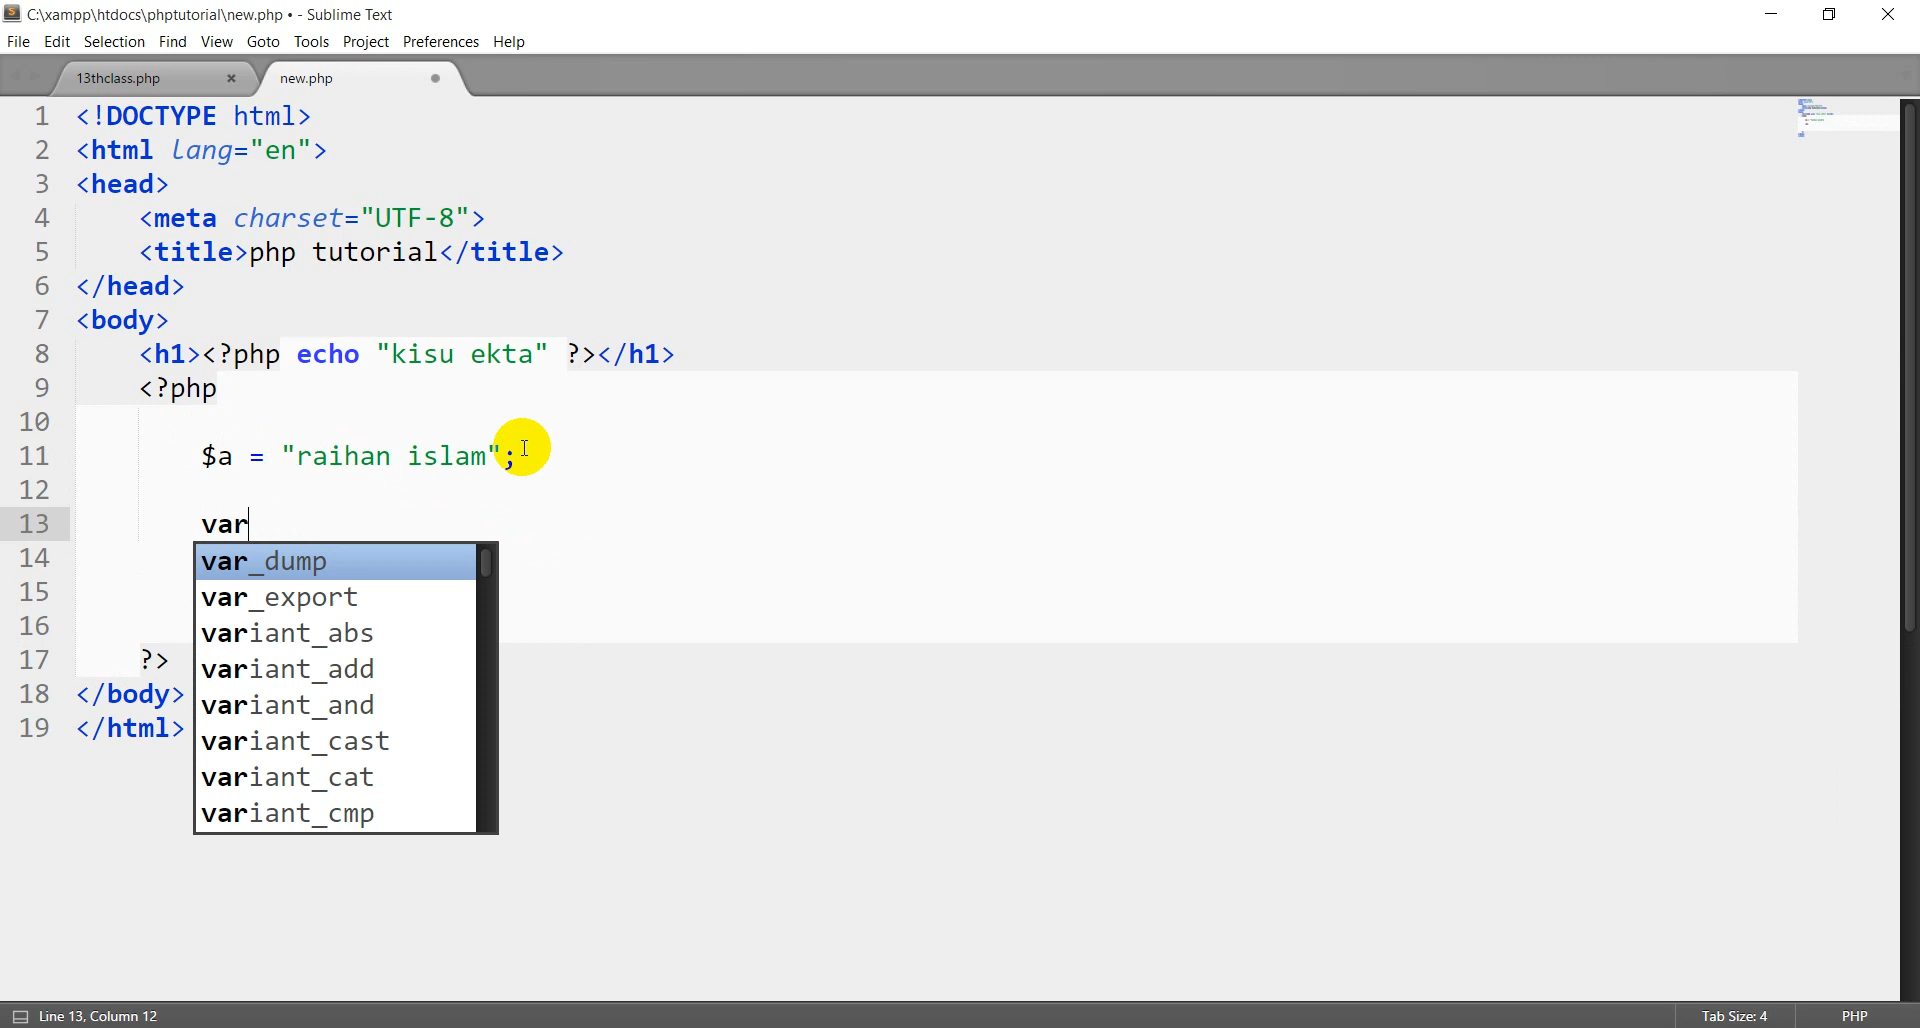 C:\xampp\htdocs\phptutorial\new.php • - Sublime Text
File Edit Selection Find View Goto Tools Project Preferences Help
13thclass.php × new.php
1 <!DOCTYPE html>
2 <html lang="en">
3 <head>
4 <meta charset="UTF-8">
5 <title>php tutorial</title>
6 </head>
7 <body>
8 <h1><?php echo "kisu ekta" ?></h1>
9 <?php
10
11 $a = "raihan islam";
12
13 var
14 var_dump
15 var_export
16 variant_abs
17 ?> variant_add
18 </body> variant_and
19 </html> variant_cast
variant_cat
variant_cmp
Line 13, Column 12 Tab Size: 4 PHP